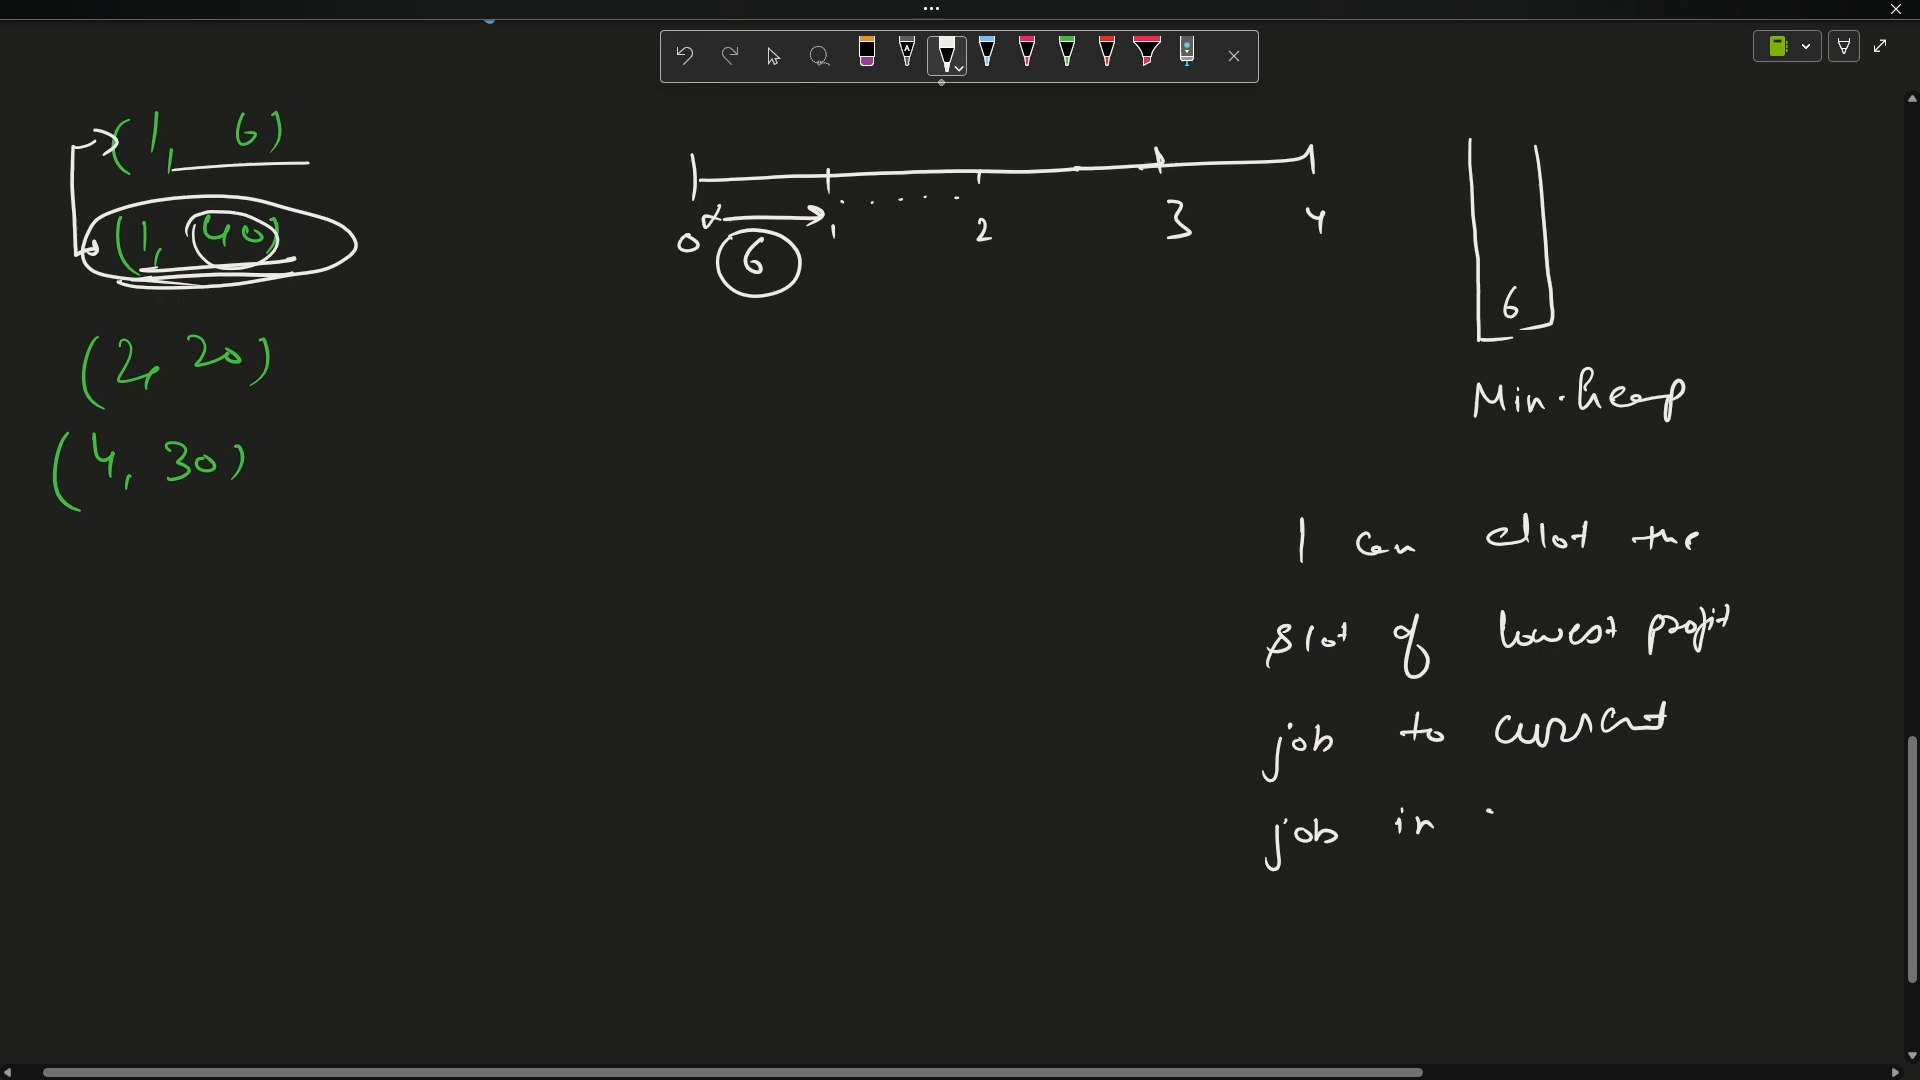 (1, 6)
(1, 40)
(2, 20)
(4, 30)
0 1 2 3 4
6
6
Min-heap
I can allot the
slot of lowest profit
job to current
job in